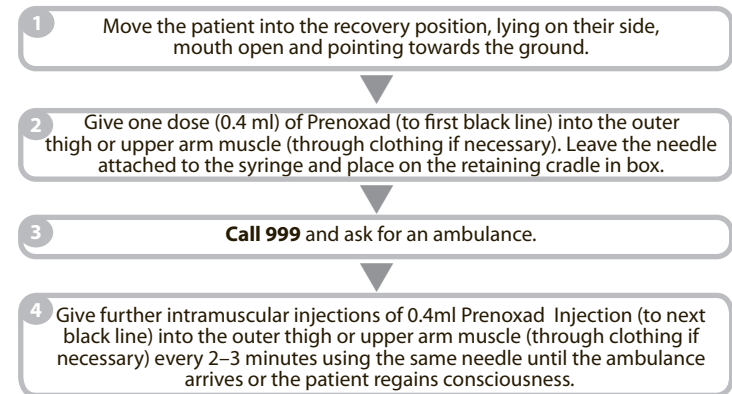 1
Move the patient into the recovery position, lying on their side,
mouth open and pointing towards the ground.
2
Give one dose (0.4 ml) of Prenoxad (to first black line) into the outer
thigh or upper arm muscle (through clothing if necessary). Leave the needle
attached to the syringe and place on the retaining cradle in box.
3
Call 999 and ask for an ambulance.
4
Give further intramuscular injections of 0.4ml Prenoxad Injection (to next
black line) into the outer thigh or upper arm muscle (through clothing if
necessary) every 2–3 minutes using the same needle until the ambulance
arrives or the patient regains consciousness.